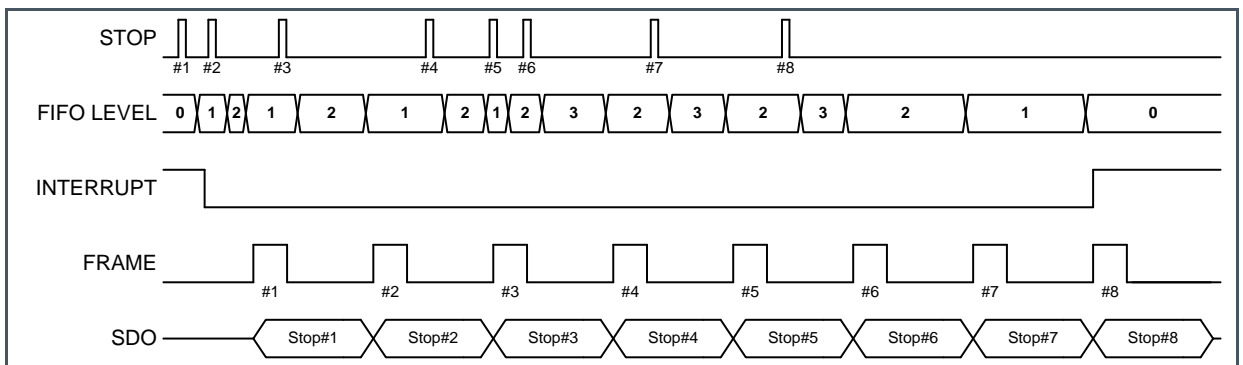 STOP
#1 #2 #3 #4 #5 #6 #7 #8
FIFO LEVEL 0 1 2 1 2 1 2 1 2 3 2 3 2 3 2 1 0
INTERRUPT
FRAME
#1 #2 #3 #4 #5 #6 #7 #8
SDO Stop#1 Stop#2 Stop#3 Stop#4 Stop#5 Stop#6 Stop#7 Stop#8